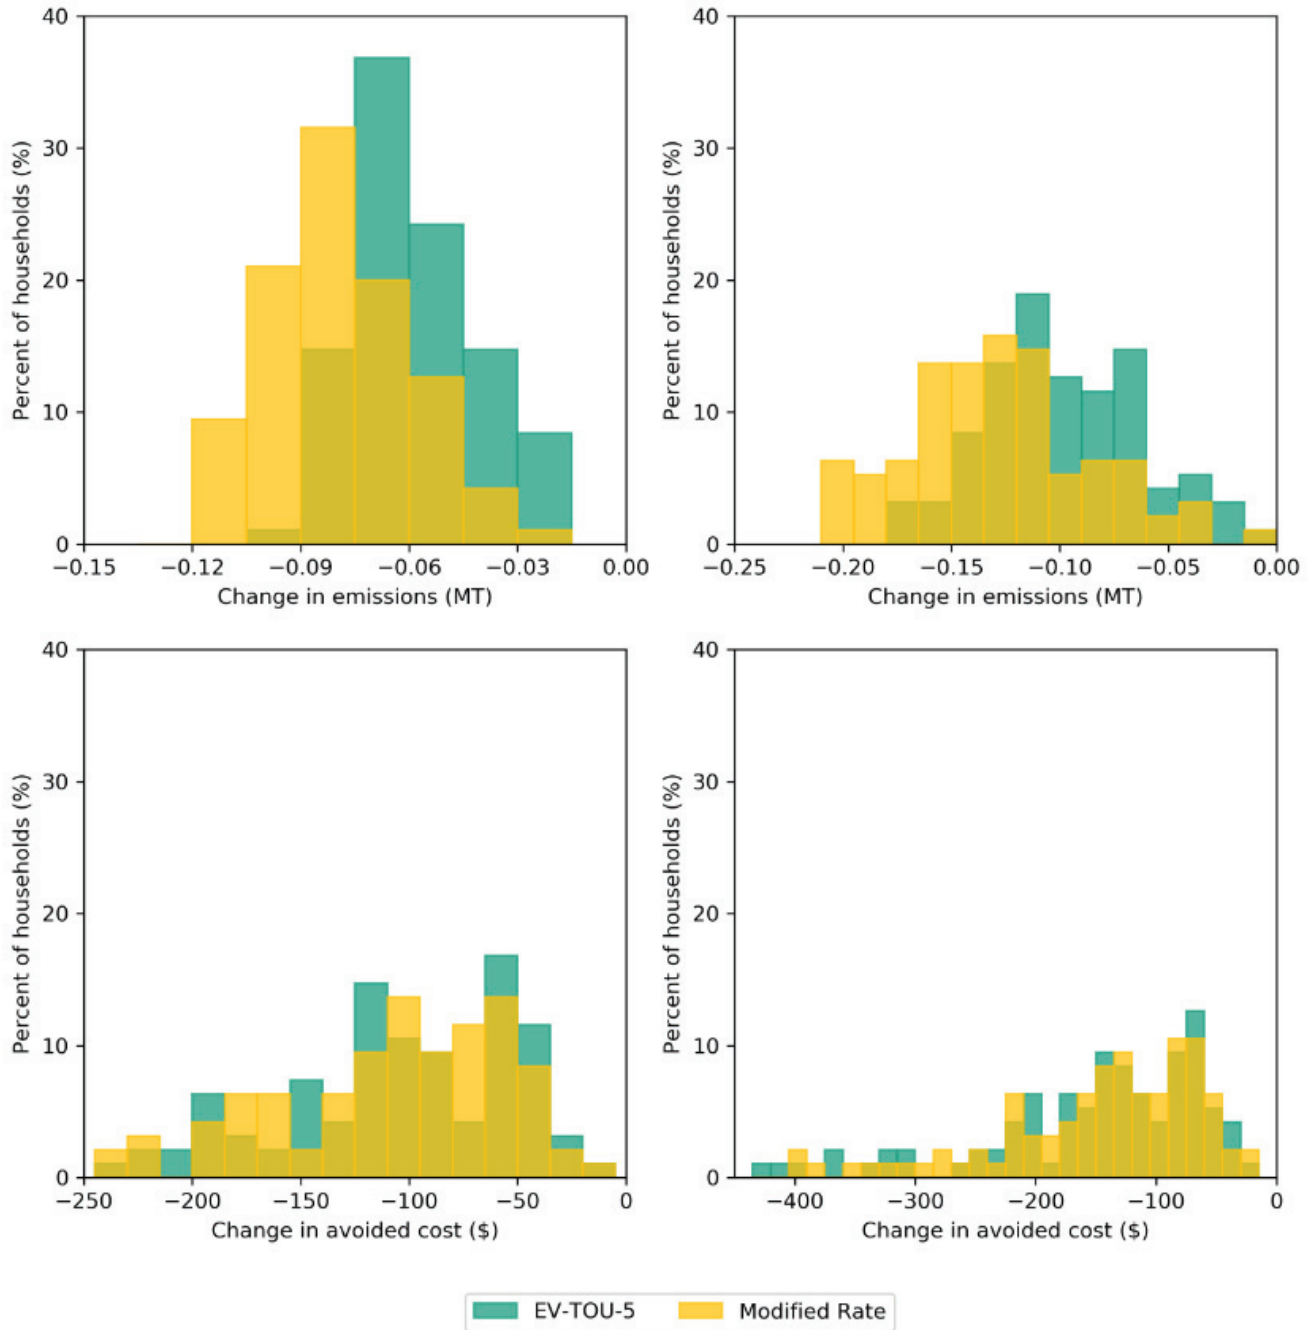 40
30
20
10
0
Percent of households (%)
−0.15 −0.12 −0.09 −0.06 −0.03 0.00
Change in emissions (MT)
40
30
20
10
0
Percent of households (%)
−0.25 −0.20 −0.15 −0.10 −0.05 0.00
Change in emissions (MT)
40
30
20
10
0
Percent of households (%)
−250 −200 −150 −100 −50 0
Change in avoided cost ($)
40
30
20
10
0
Percent of households (%)
−400 −300 −200 −100 0
Change in avoided cost ($)
EV-TOU-5 Modified Rate